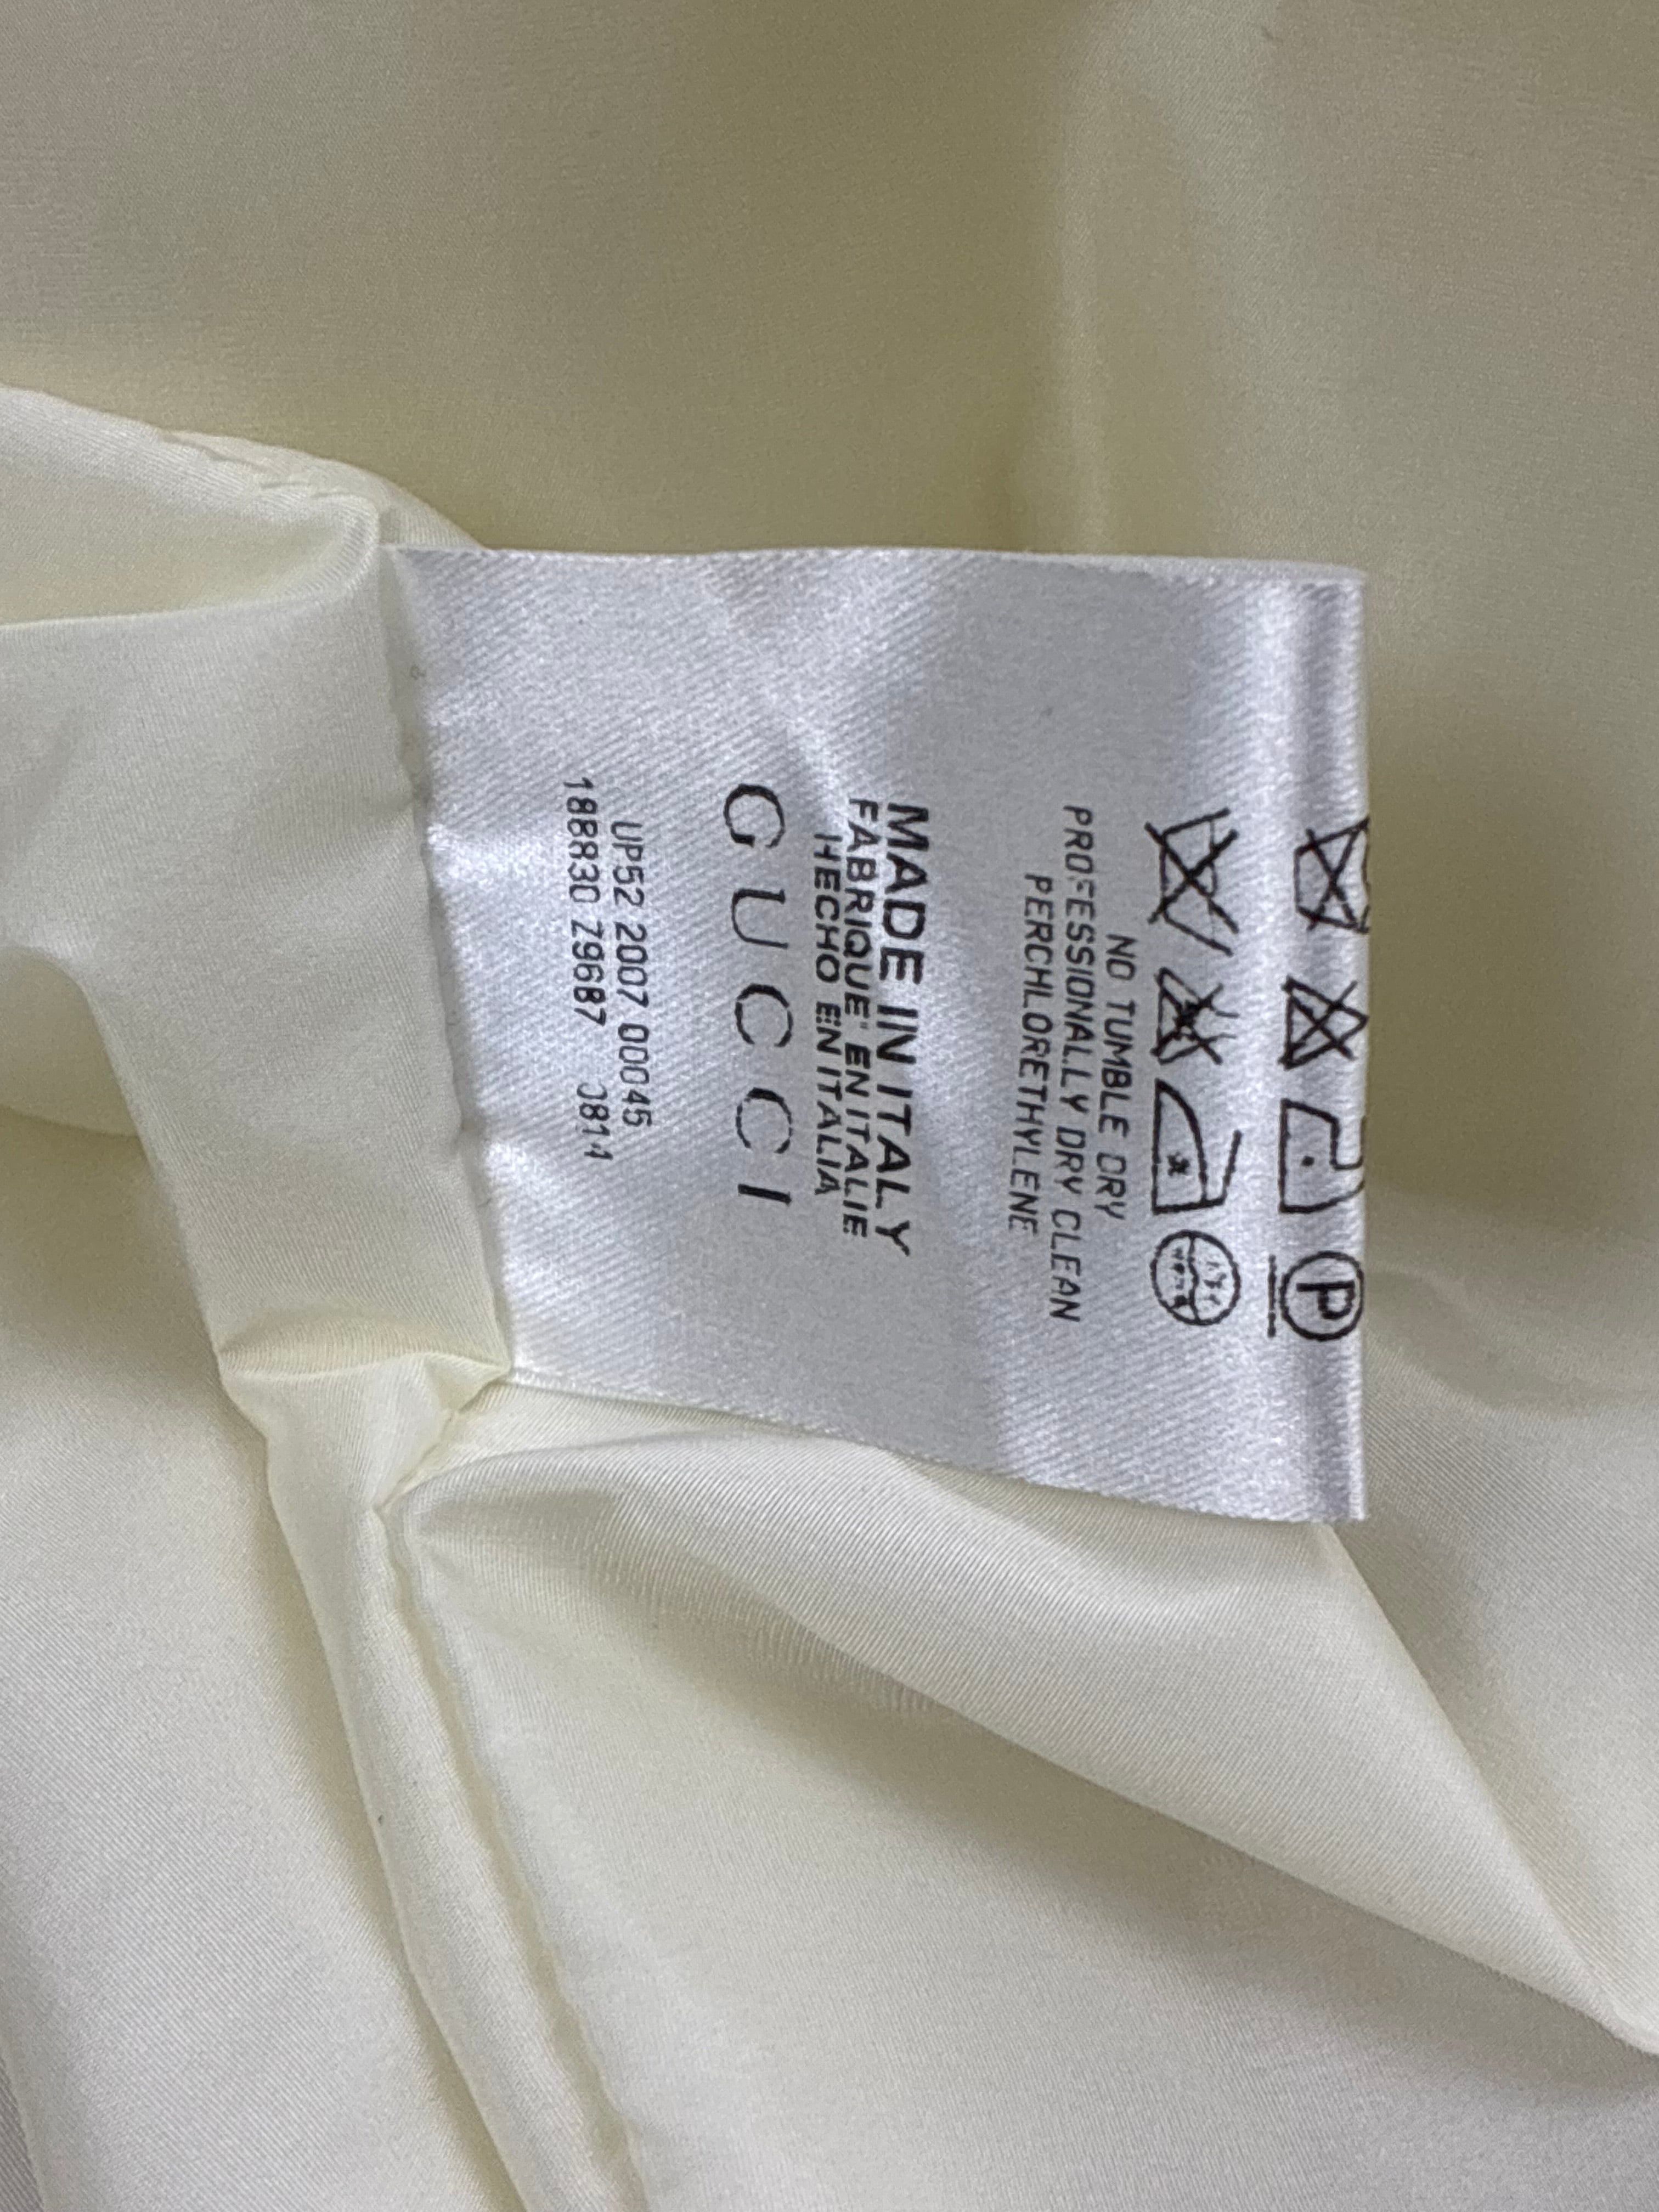 P
NO TUMBLE DRY
PROFESSIONALLY DRY CLEAN
PERCHLORETHYLENE
MADE IN ITALY
FABRIQUE' EN ITALIE
HECHO EN ITALIA
GUCCI
UP52 2007 00045
188830 Z9687 0814